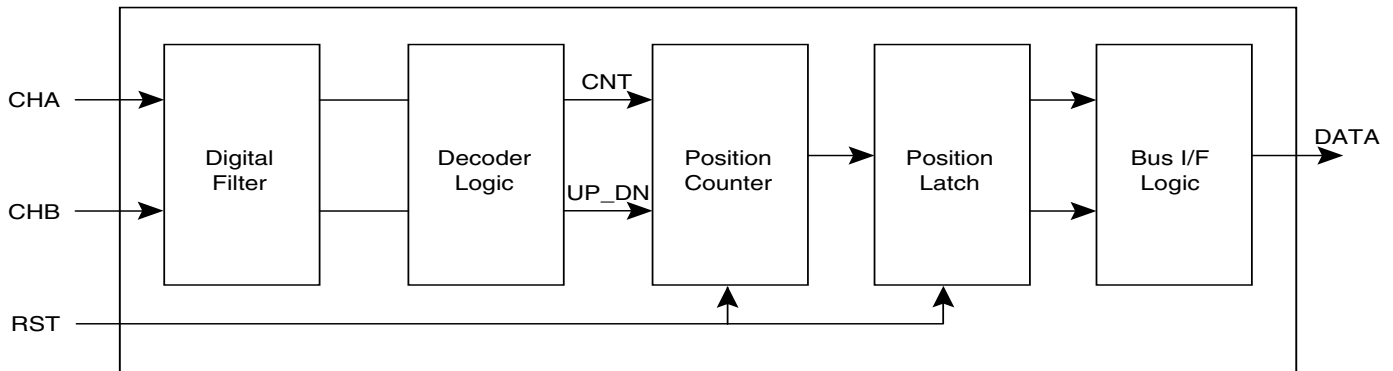 CHA
CHB
RST
Digital
Filter
Decoder
Logic
CNT
UP_DN
Position
Counter
Position
Latch
Bus I/F
Logic
DATA